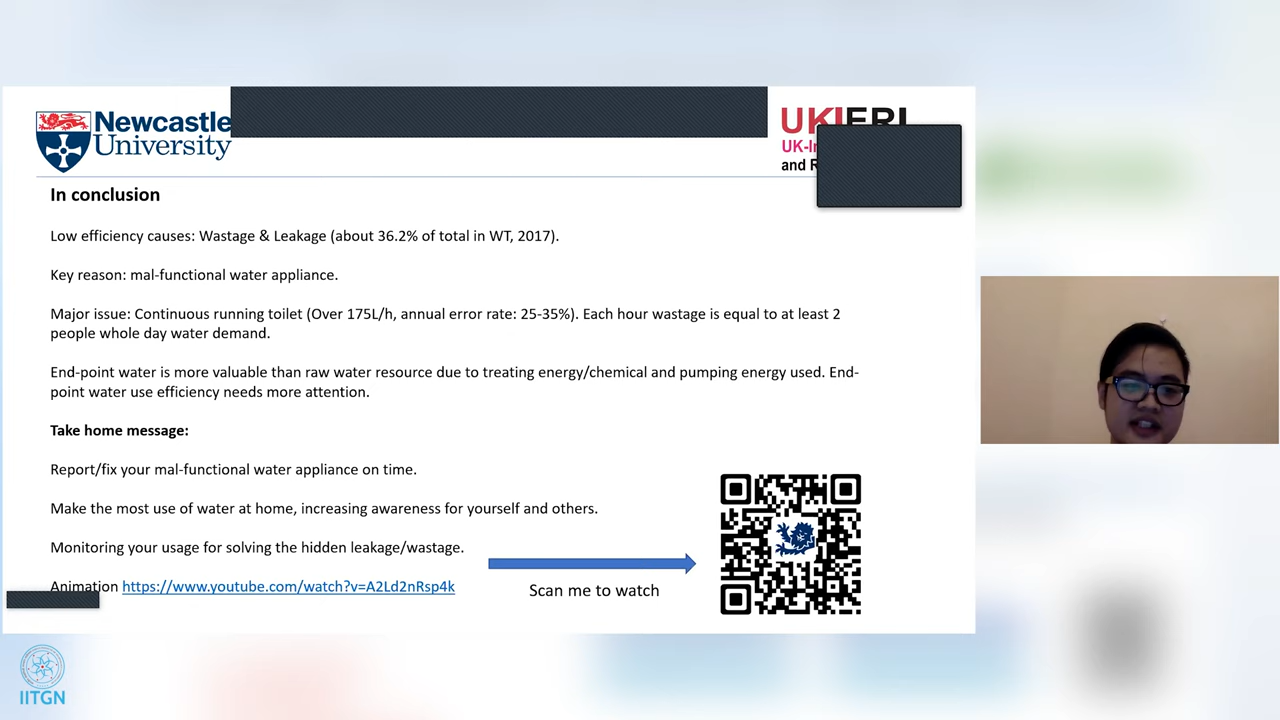 Newcastle
University
UKIERI
UK-I
and R
In conclusion
Low efficiency causes: Wastage & Leakage (about 36.2% of total in WT, 2017).
Key reason: mal-functional water appliance.
Major issue: Continuous running toilet (Over 175L/h, annual error rate: 25-35%). Each hour wastage is equal to at least 2
people whole day water demand.
End-point water is more valuable than raw water resource due to treating energy/chemical and pumping energy used. End-
point water use efficiency needs more attention.
Take home message:
Report/fix your mal-functional water appliance on time.
Make the most use of water at home, increasing awareness for yourself and others.
Monitoring your usage for solving the hidden leakage/wastage.
Animation https://www.youtube.com/watch?v=A2Ld2nRsp4k
Scan me to watch
IITGN